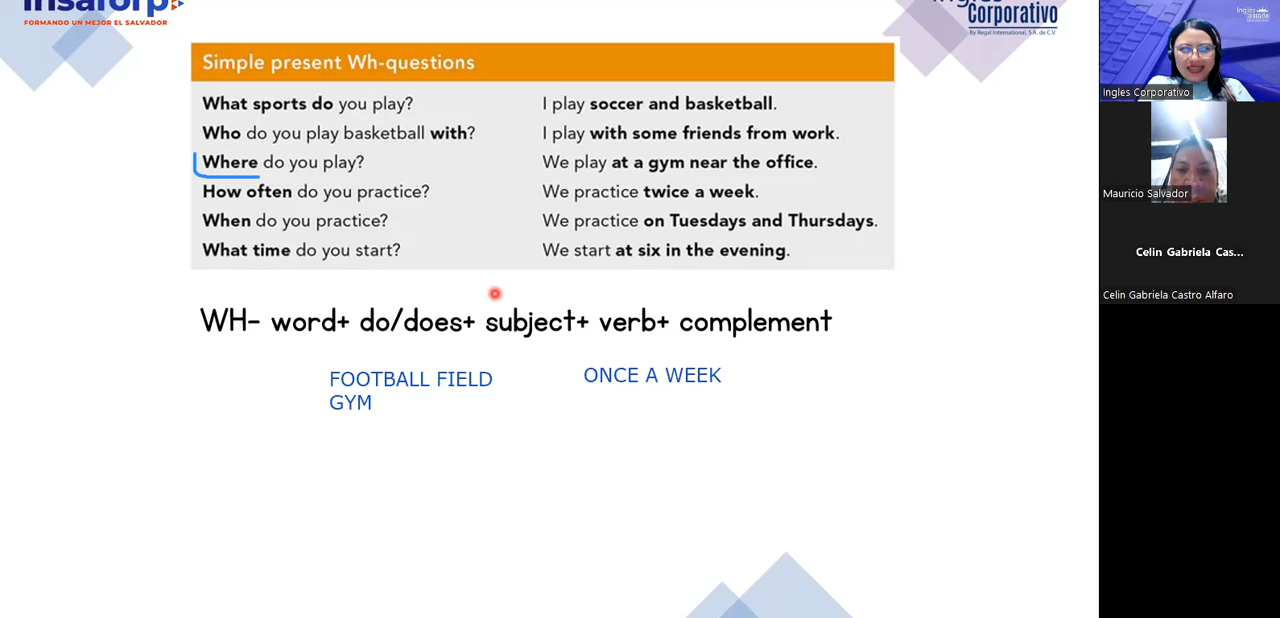 insaforp
FORMANDO UN MEJOR EL SALVADOR
Inglés
Corporativo
By Regal International, S.A. de C.V.
Simple present Wh-questions
What sports do you play? I play soccer and basketball.
Who do you play basketball with? I play with some friends from work.
Where do you play? We play at a gym near the office.
How often do you practice? We practice twice a week.
When do you practice? We practice on Tuesdays and Thursdays.
What time do you start? We start at six in the evening.
WH- word+ do/does+ subject+ verb+ complement
FOOTBALL FIELD
GYM
ONCE A WEEK
Ingles Corporativo
Mauricio Salvador
Celin Gabriela Cas...
Celin Gabriela Castro Alfaro